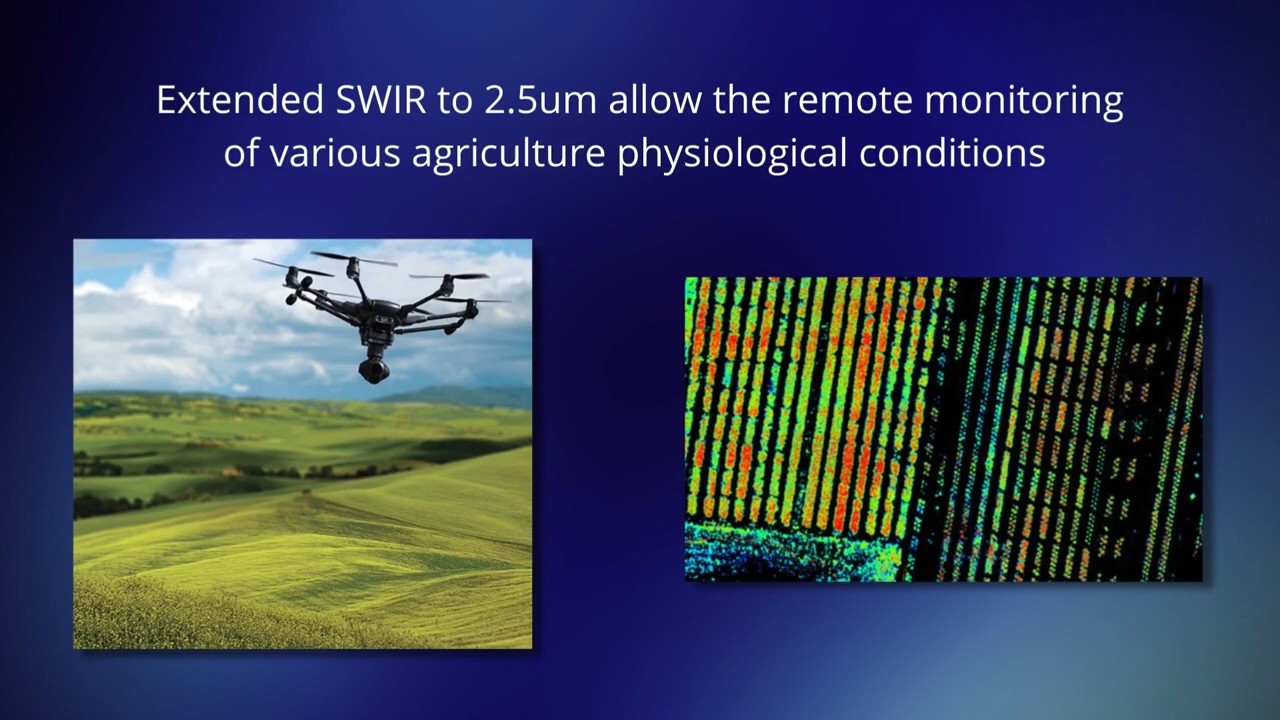 Extended SWIR to 2.5um allow the remote monitoring
of various agriculture physiological conditions